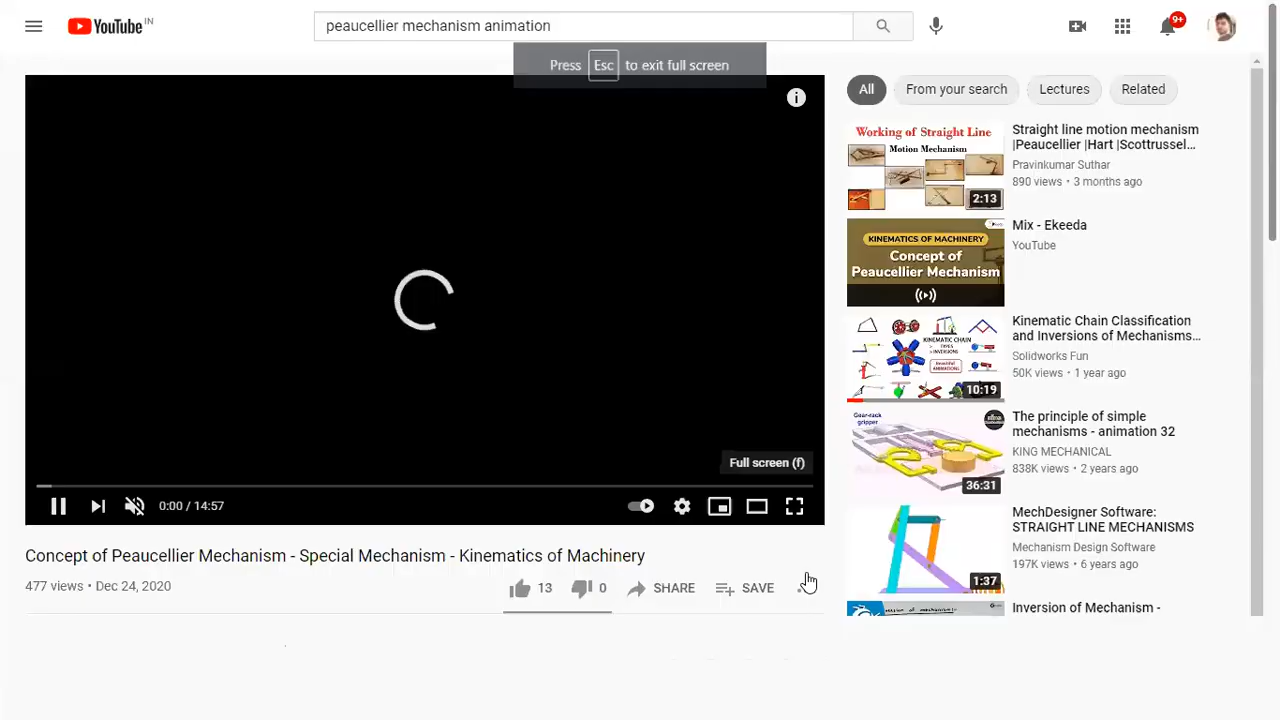 YouTube IN
peaucellier mechanism animation
9+
Press Esc to exit full screen
All
From your search
Lectures
Related
Full screen (f)
0:00 / 14:57
Concept of Peaucellier Mechanism - Special Mechanism - Kinematics of Machinery
477 views • Dec 24, 2020
13
0
SHARE
SAVE
Working of Straight Line
Motion Mechanism
2:13
Straight line motion mechanism
|Peaucellier |Hart |Scottrussel...
Pravinkumar Suthar
890 views • 3 months ago
KINEMATICS OF MACHINERY
Concept of
Peaucellier Mechanism
Mix - Ekeeda
YouTube
KINEMATIC CHAIN
10:19
Kinematic Chain Classification
and Inversions of Mechanisms...
Solidworks Fun
50K views • 1 year ago
Gear-rack
gripper
36:31
The principle of simple
mechanisms - animation 32
KING MECHANICAL
838K views • 2 years ago
1:37
MechDesigner Software:
STRAIGHT LINE MECHANISMS
Mechanism Design Software
197K views • 6 years ago
Inversion of Mechanism -